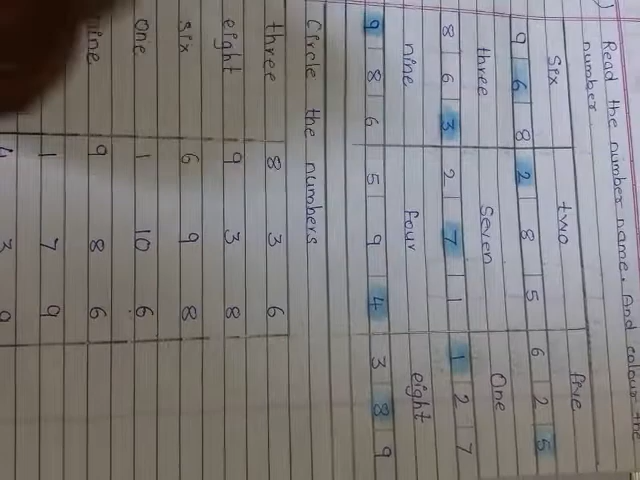 )
Read the number name. And colour the
number
Six two five
9 6 8 2 8 5 6 2 5
three Seven One
8 6 3 2 7 1 1 2 7
nine four eight
9 8 6 5 9 4 3 8 9
Circle the numbers
three 8 3 6
eight 9 3 8
six 6 9 8
One 1 10 6
9 8 6
1 7 9
4 3 9